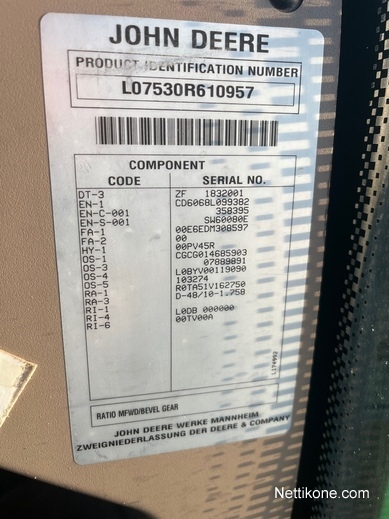 JOHN DEERE
PRODUCT IDENTIFICATION NUMBER
L07530R610957
COMPONENT
CODE SERIAL NO.
DT-3 ZF 1832001
EN-1 CD6068L099382
EN-C-001 358395
EN-S-001 SW60080E
FA-1 00E6EDM308597
FA-2 00
HY-1 00PV45R
OS-1 CGCG014685903
OS-3 07889891
OS-4 L0BYV00119090
OS-5 103274
RA-1 R0TA51V162750
RA-3 D-48/10-1.758
RI-1
RI-4 L0DB 000000
RI-6 00TV00A
RATIO MFWD/BEVEL GEAR
JOHN DEERE WERKE MANNHEIM
ZWEIGNIEDERLASSUNG DER DEERE & COMPANY
Nettikone.com/